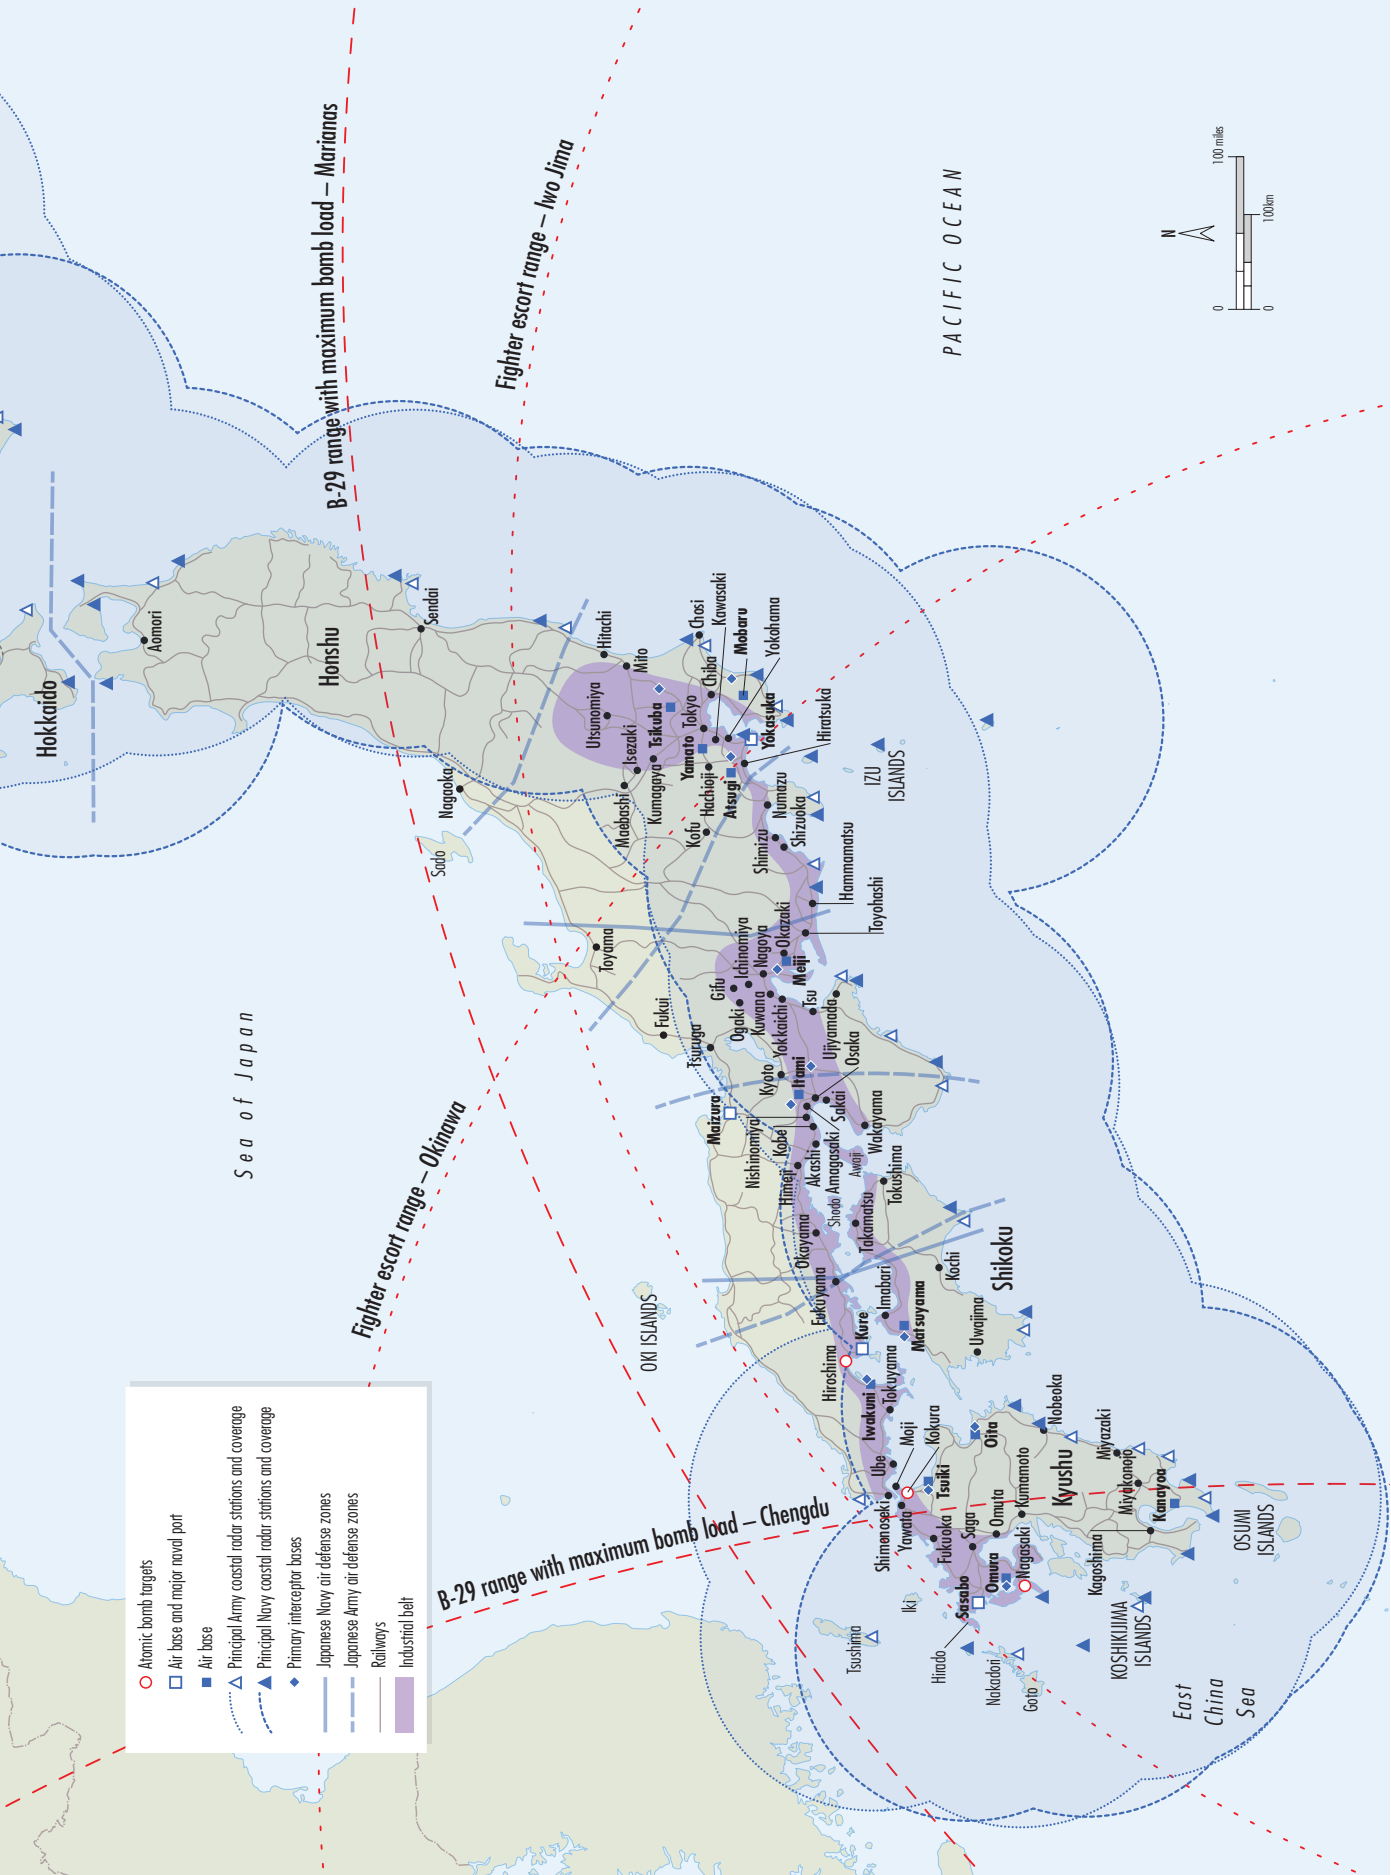 Hokkaido
Aomori
Honshu
Sendai
Nagaoka
Sado
Sea of Japan
PACIFIC OCEAN
B-29 range with maximum bomb load – Marianas
Fighter escort range – Iwo Jima
Fighter escort range – Okinawa
B-29 range with maximum bomb load – Chengdu
N
0
100 miles
0
100km
Hitachi
Mito
Utsunomiya
Isezaki
Tsikuba
Maebashi
Kumagaya
Yamato
Tokyo
Chiba
Chosi
Kawasaki
Mobaru
Yokohama
Yokasuka
Hiratsuka
Hachioji
Atsugi
Kofu
Numazu
Shizuoka
Shimizu
IZU
ISLANDS
Hammamatsu
Toyohashi
Okazaki
Meiji
Nagoya
Ichinomiya
Gifu
Ogaki
Kuwana
Yokkaichi
Tsu
Ujiyamada
Toyama
Fukui
Tsuruga
Maizura
Kyoto
Itami
Osaka
Sakai
Wakayama
Nishinomiya
Kobe
Akashi
Amagasaki
Himeji
Awaji
Shodo
Okayama
Fukuyama
Takamatsu
Tokushima
Kochi
Shikoku
Imabari
Matsuyama
Uwajima
OKI ISLANDS
Hiroshima
Kure
Iwakuni
Tokuyama
Ube
Moji
Kokura
Shimonoseki
Yawata
Tsuiki
Oita
Nobeoka
Fukuoka
Saga
Omuta
Kumamoto
Kyushu
Miyazaki
Miyakonojo
Kanayoa
Kagoshima
Nagasaki
Omura
Sasabo
Iki
Tsushima
Hirado
Nakadori
Goto
KOSHIKIJIMA
ISLANDS
OSUMI
ISLANDS
East
China
Sea
Atomic bomb targets
Air base and major naval port
Air base
Principal Army coastal radar stations and coverage
Principal Navy coastal radar stations and coverage
Primary interceptor bases
Japanese Navy air defense zones
Japanese Army air defense zones
Railways
Industrial belt